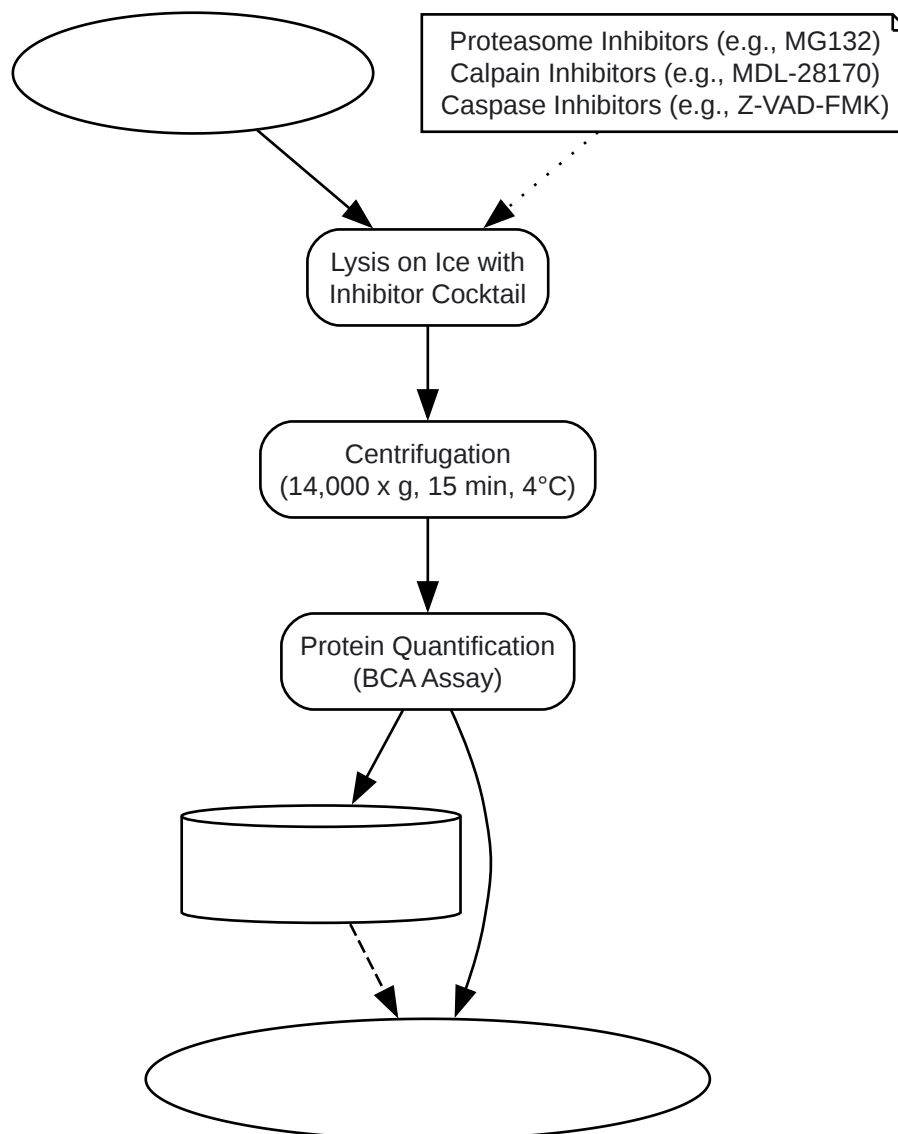 Proteasome Inhibitors (e.g., MG132)
Calpain Inhibitors (e.g., MDL-28170)
Caspase Inhibitors (e.g., Z-VAD-FMK)
Lysis on Ice with
Inhibitor Cocktail
Centrifugation
(14,000 x g, 15 min, 4°C)
Protein Quantification
(BCA Assay)